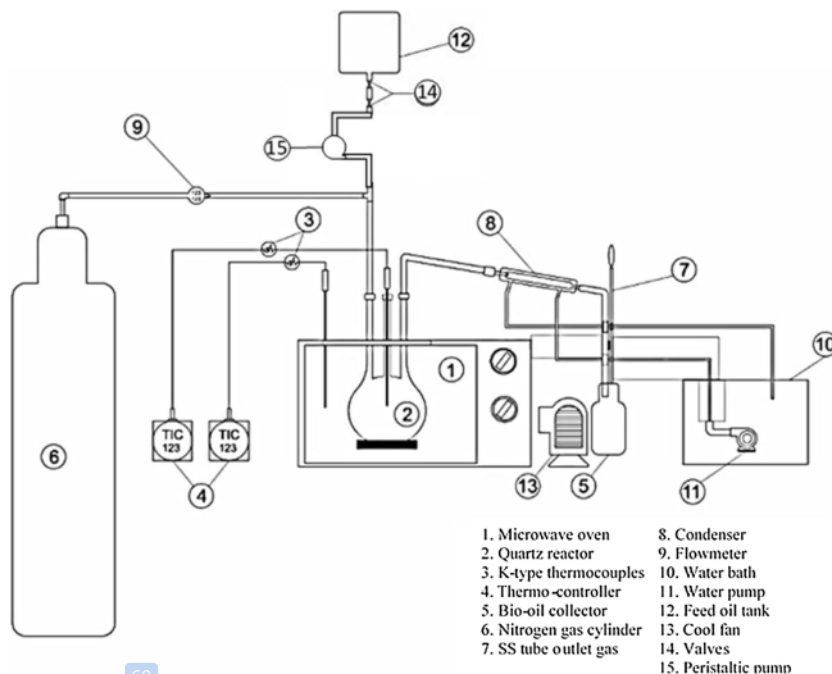 12
14
15
9
3
8
7
1
10
2
TIC
123
TIC
123
6
4
13
5
11
1. Microwave oven
2. Quartz reactor
3. K-type thermocouples
4. Thermo-controller
5. Bio-oil collector
6. Nitrogen gas cylinder
7. SS tube outlet gas
8. Condenser
9. Flowmeter
10. Water bath
11. Water pump
12. Feed oil tank
13. Cool fan
14. Valves
15. Peristaltic pump